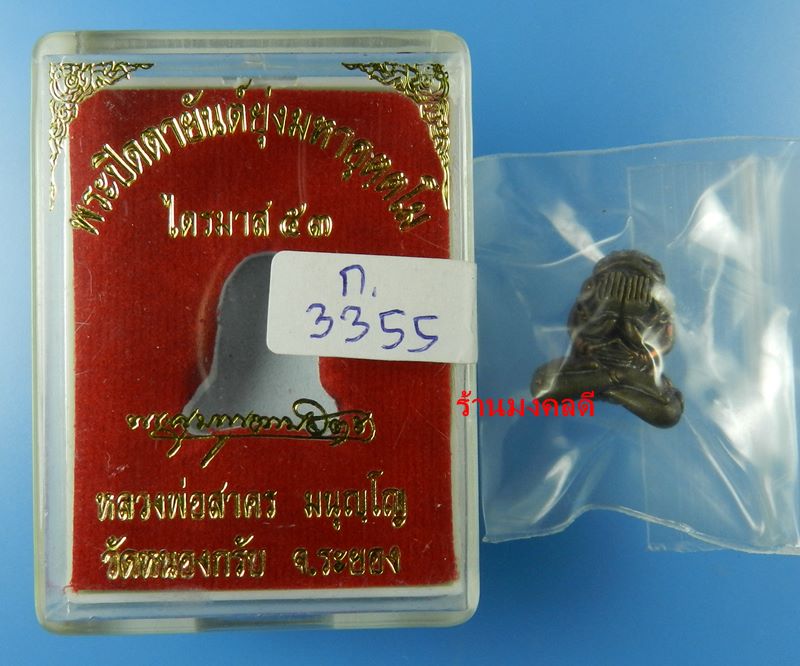 พระปิดตายันต์ยุ่งมหาอุตฺตโม
ไตรมาส ๕๓
ก.
3355
ร้านมงคลดี
หลวงพ่อสาคร มนุญฺโญ
วัดหนองกรับ จ.ระยอง